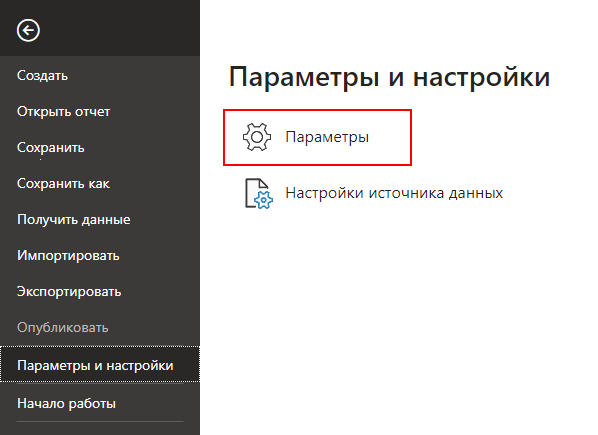 Создать
Открыть отчет
Сохранить
Сохранить как
Получить данные
Импортировать
Экспортировать
Опубликовать
Параметры и настройки
Начало работы
Параметры и настройки
Параметры
Настройки источника данных